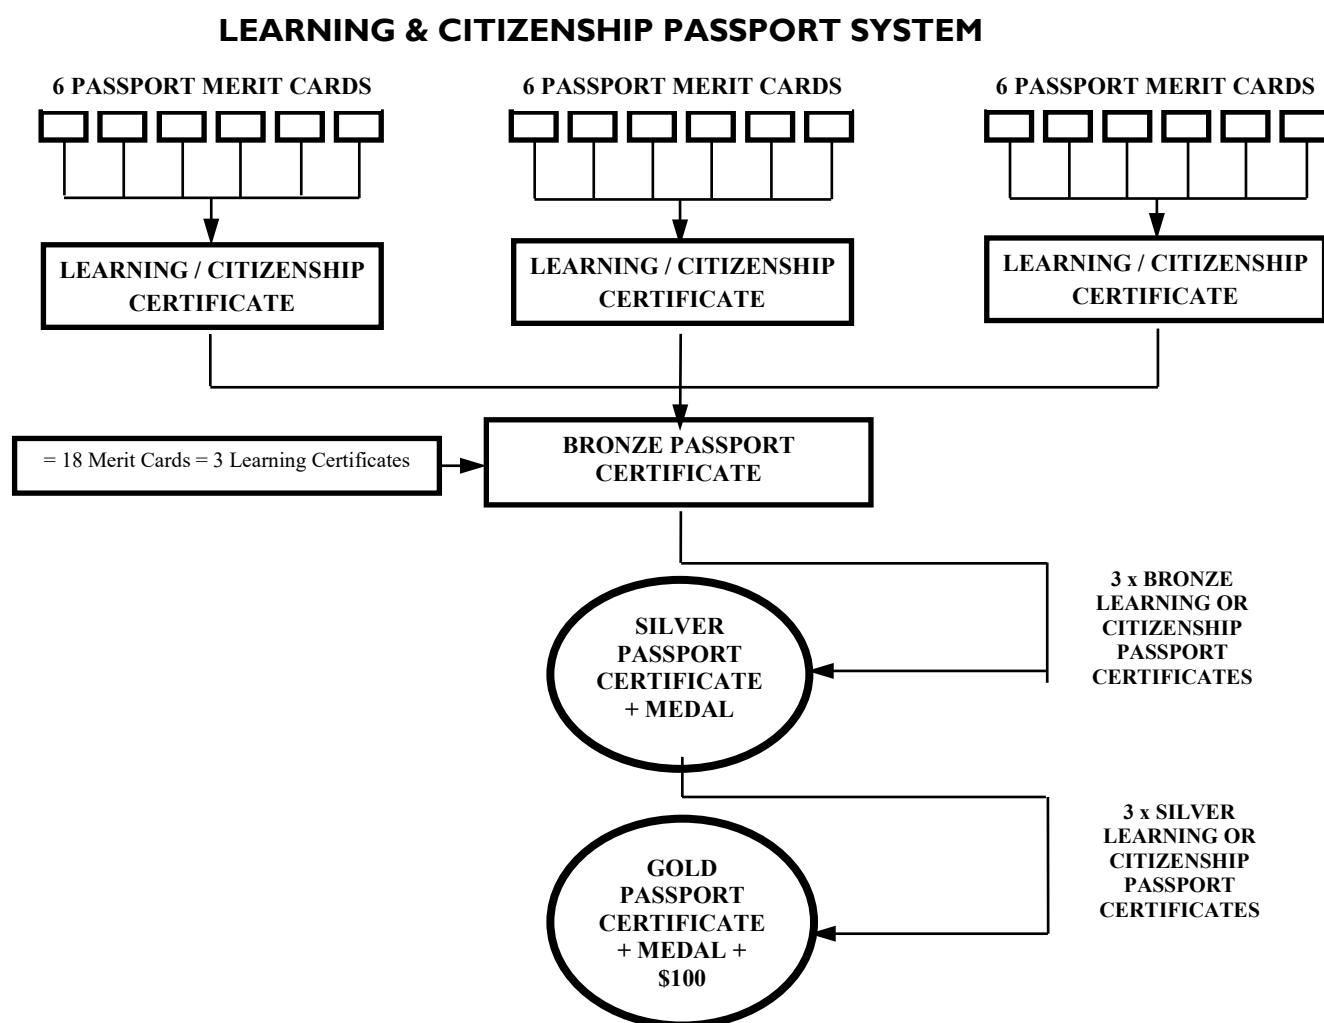 LEARNING & CITIZENSHIP PASSPORT SYSTEM
6 PASSPORT MERIT CARDS
6 PASSPORT MERIT CARDS
6 PASSPORT MERIT CARDS
LEARNING / CITIZENSHIP
CERTIFICATE
LEARNING / CITIZENSHIP
CERTIFICATE
LEARNING / CITIZENSHIP
CERTIFICATE
= 18 Merit Cards = 3 Learning Certificates
BRONZE PASSPORT
CERTIFICATE
3 x BRONZE
LEARNING OR
CITIZENSHIP
PASSPORT
CERTIFICATES
SILVER
PASSPORT
CERTIFICATE
+ MEDAL
3 x SILVER
LEARNING OR
CITIZENSHIP
PASSPORT
CERTIFICATES
GOLD
PASSPORT
CERTIFICATE
+ MEDAL +
$100